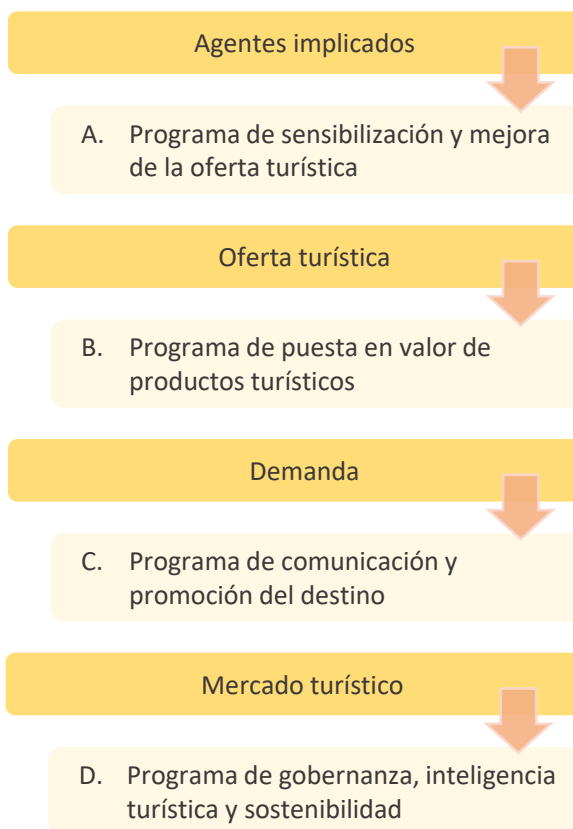 Agentes implicados
A. Programa de sensibilización y mejora
de la oferta turística
Oferta turística
B. Programa de puesta en valor de
productos turísticos
Demanda
C. Programa de comunicación y
promoción del destino
Mercado turístico
D. Programa de gobernanza, inteligencia
turística y sostenibilidad